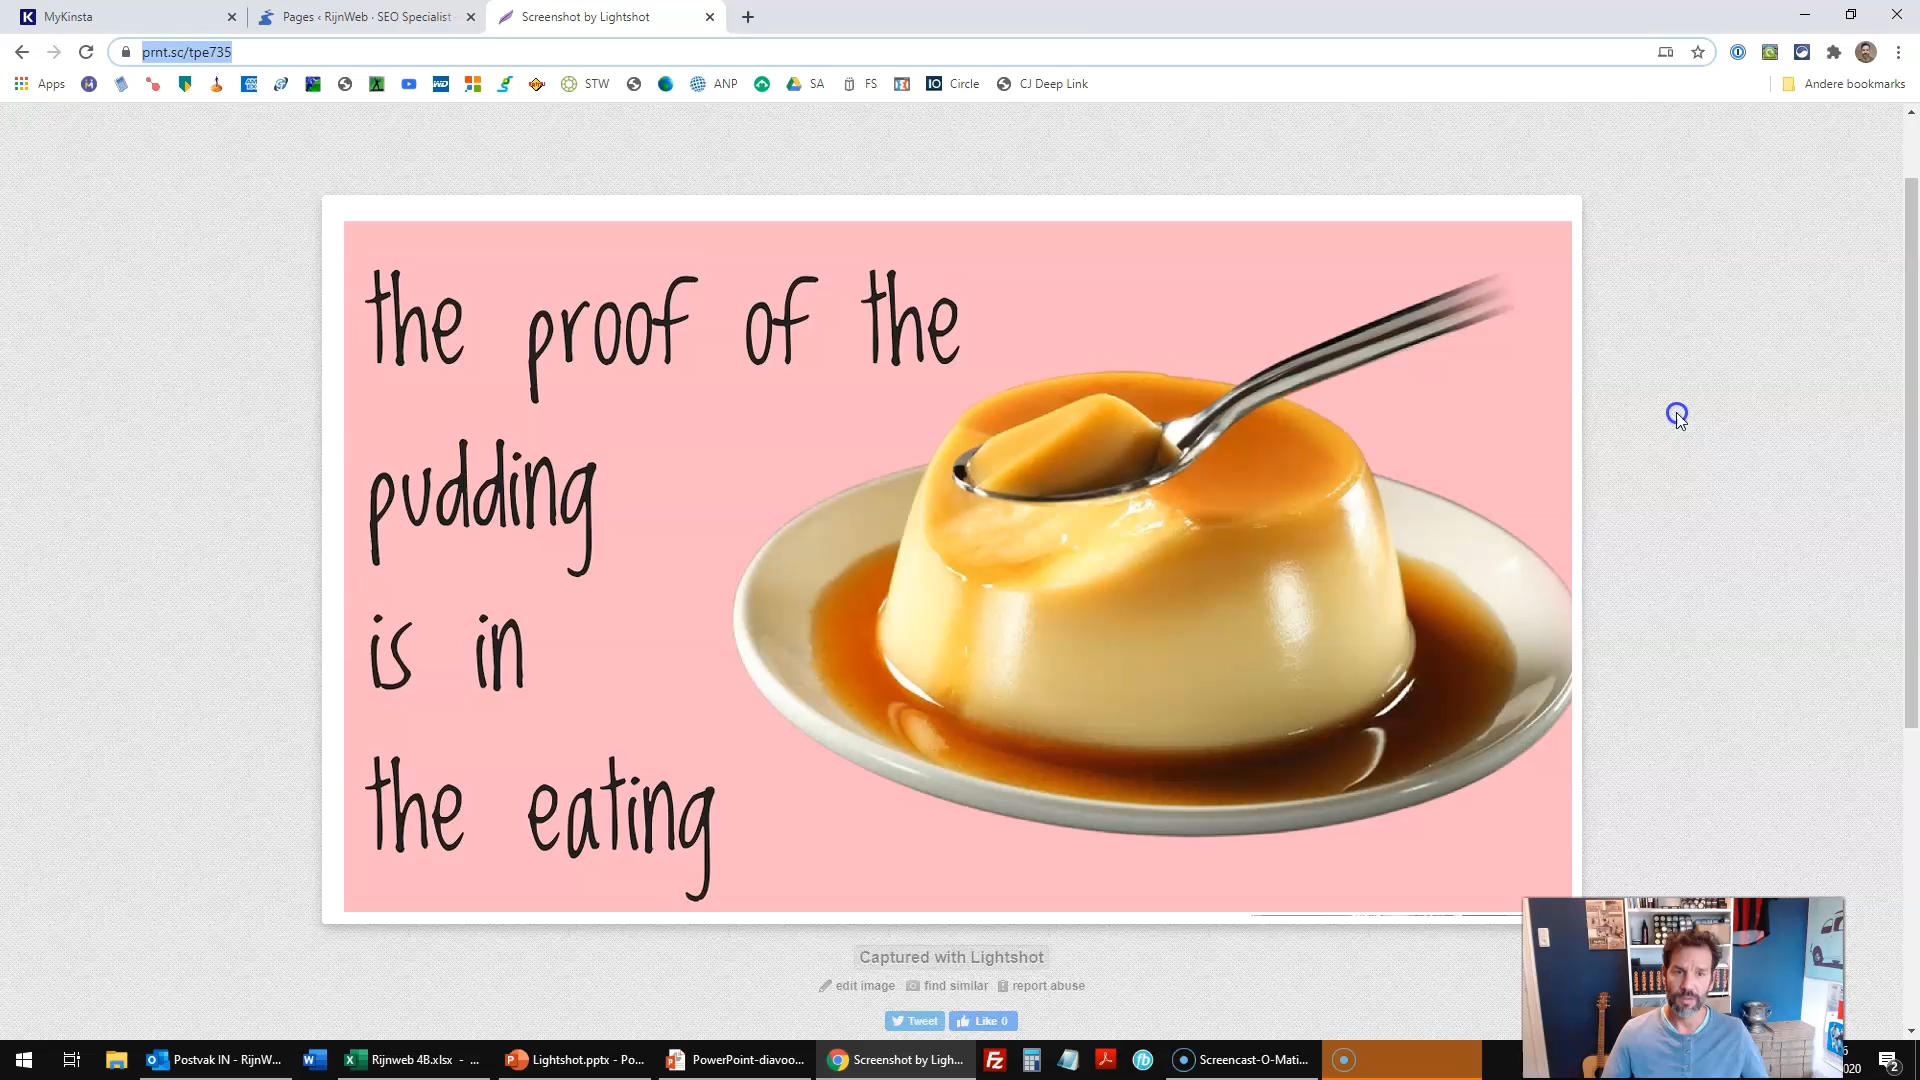 MyKinsta
Pages ‹ RijnWeb · SEO Specialist
Screenshot by Lightshot
prnt.sc/tpe735
Apps
STW
ANP
SA
FS
Circle
CJ Deep Link
Andere bookmarks
the proof of the
pudding
is in
the eating
Captured with Lightshot
edit image find similar report abuse
Tweet Like 0
Postvak IN - RijnW...
Rijnweb 4B.xlsx - ...
Lightshot.pptx - Po...
PowerPoint-diavoo...
Screenshot by Ligh...
Screencast-O-Mati...
2